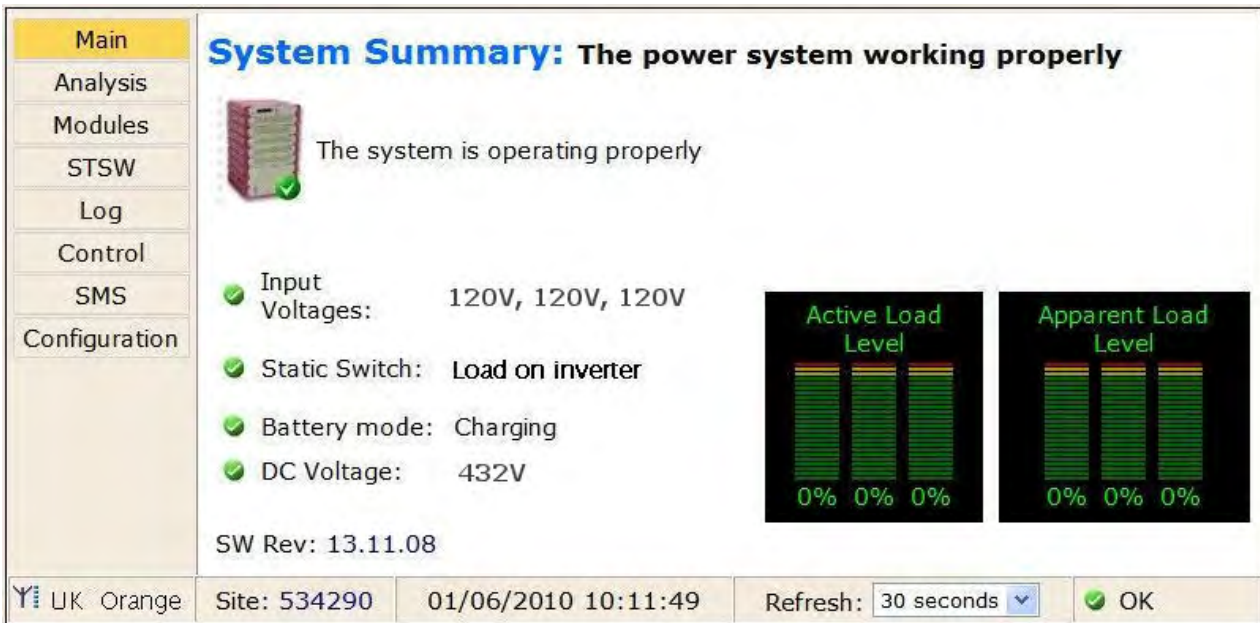 Main
Analysis
Modules
STSW
Log
Control
SMS
Configuration
System Summary: The power system working properly
The system is operating properly
Input
Voltages: 120V, 120V, 120V
Static Switch: Load on inverter
Battery mode: Charging
DC Voltage: 432V
Active Load
Level
0% 0% 0%
Apparent Load
Level
0% 0% 0%
SW Rev: 13.11.08
UK Orange
Site: 534290
01/06/2010 10:11:49
Refresh: 30 seconds
OK